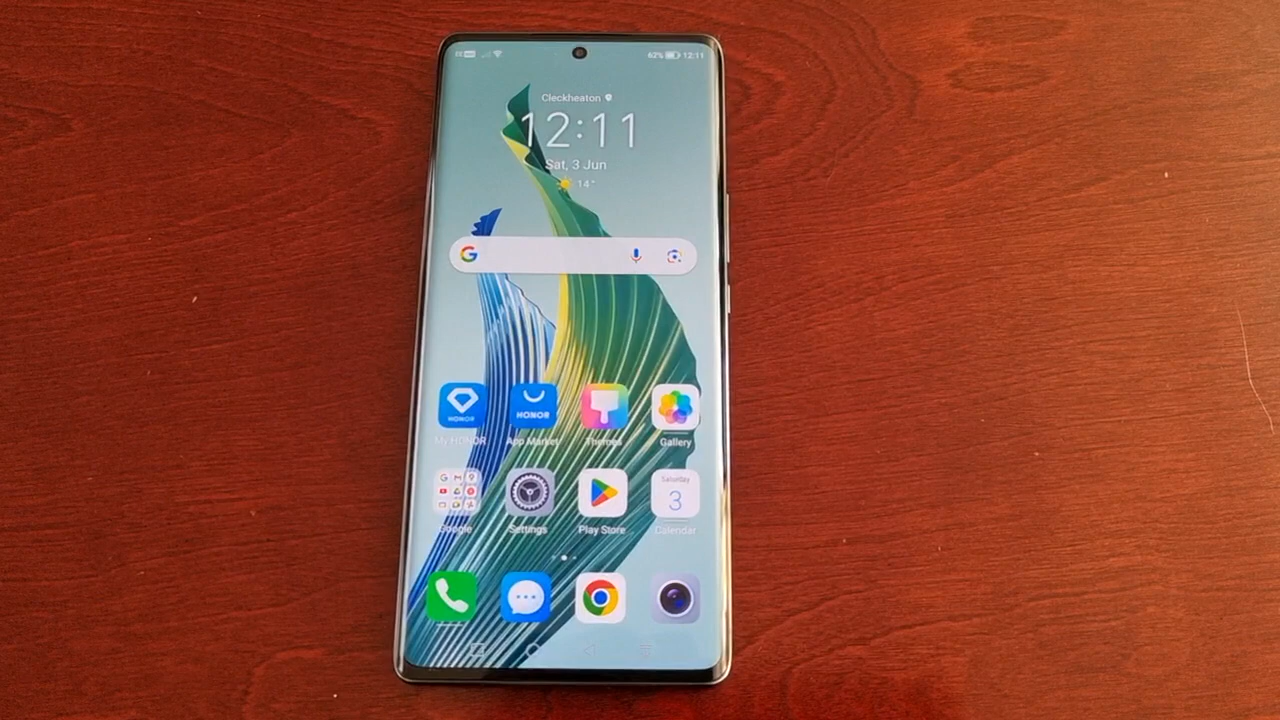 62% 12:11
Cleckheaton
12:11
Sat, 3 Jun
14°
HONOR
HONOR
My HONOR App Market Themes Gallery
Saturday
3
Google Settings Play Store Calendar